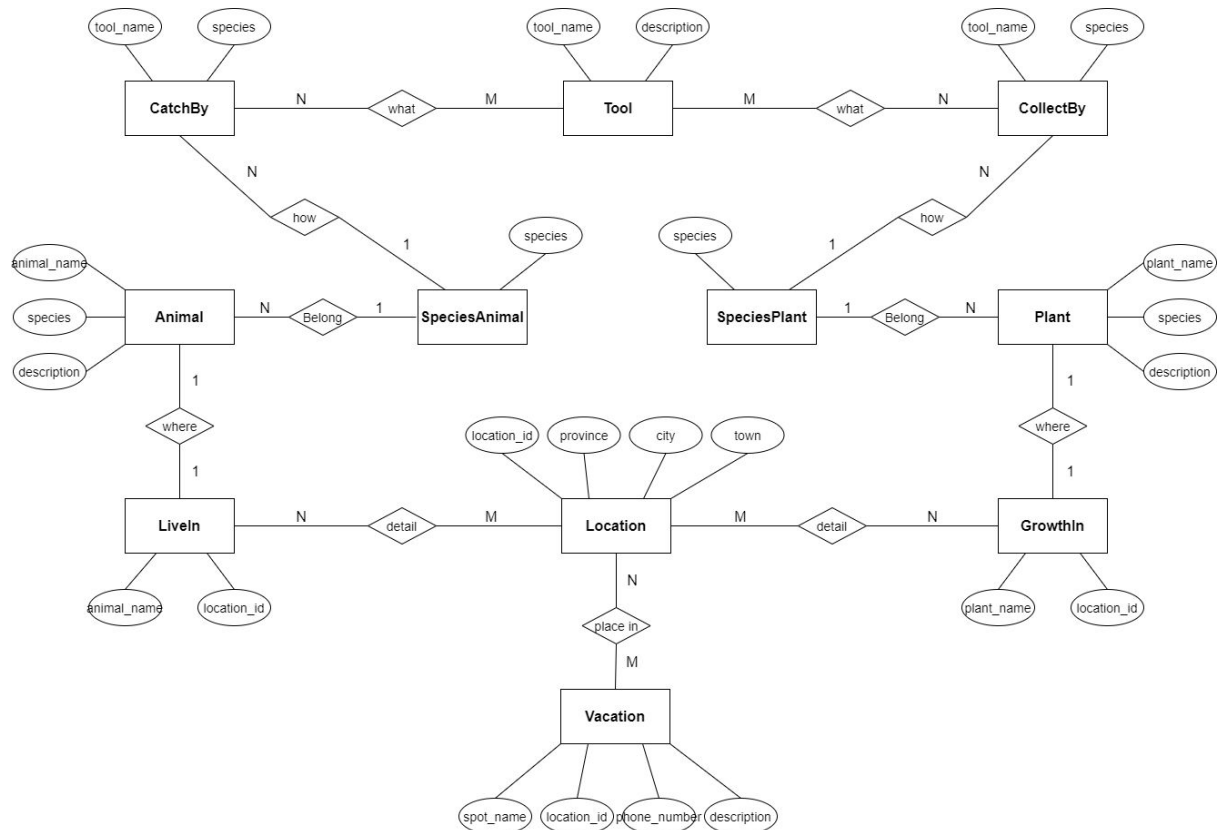 tool_name
species
tool_name
description
tool_name
species
CatchBy
N
what
M
Tool
M
what
N
CollectBy
N
how
1
N
how
1
animal_name
species
description
Animal
N
Belong
1
species
SpeciesAnimal
species
SpeciesPlant
1
Belong
N
Plant
plant_name
species
description
1
where
1
1
where
1
location_id
province
city
town
LiveIn
N
detail
M
Location
M
detail
N
GrowthIn
animal_name
location_id
plant_name
location_id
N
place in
M
Vacation
spot_name
location_id
phone_number
description